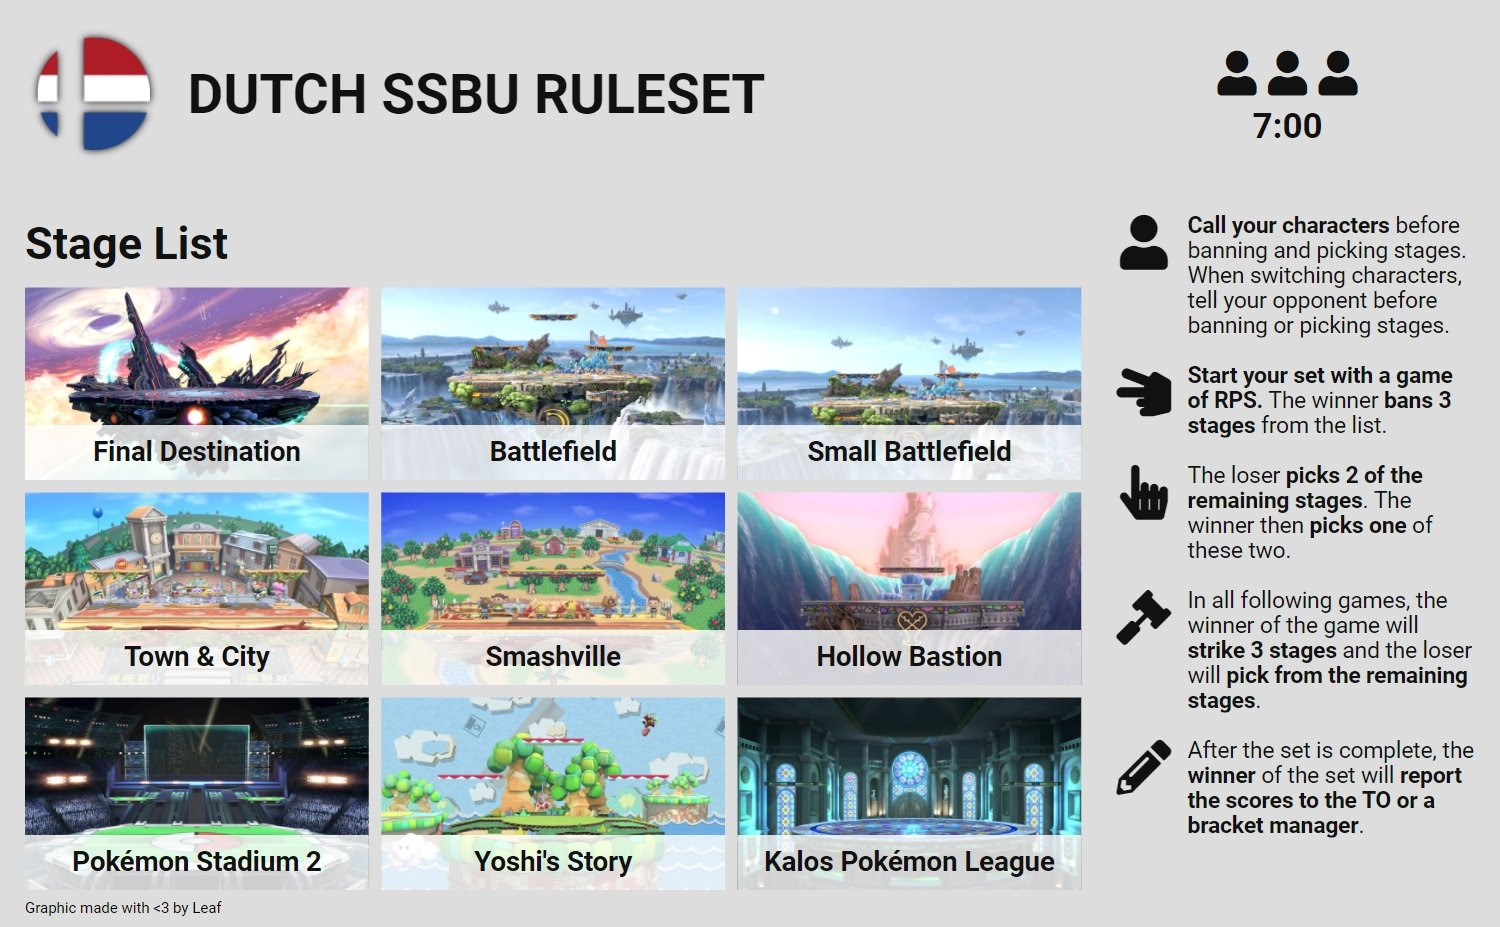 DUTCH SSBU RULESET
7:00
Stage List
Final Destination
Battlefield
Small Battlefield
Town & City
Smashville
Hollow Bastion
Pokémon Stadium 2
Yoshi's Story
Kalos Pokémon League
Call your characters before
banning and picking stages.
When switching characters,
tell your opponent before
banning or picking stages.
Start your set with a game
of RPS. The winner bans 3
stages from the list.
The loser picks 2 of the
remaining stages. The
winner then picks one of
these two.
In all following games, the
winner of the game will
strike 3 stages and the loser
will pick from the remaining
stages.
After the set is complete, the
winner of the set will report
the scores to the TO or a
bracket manager.
Graphic made with <3 by Leaf